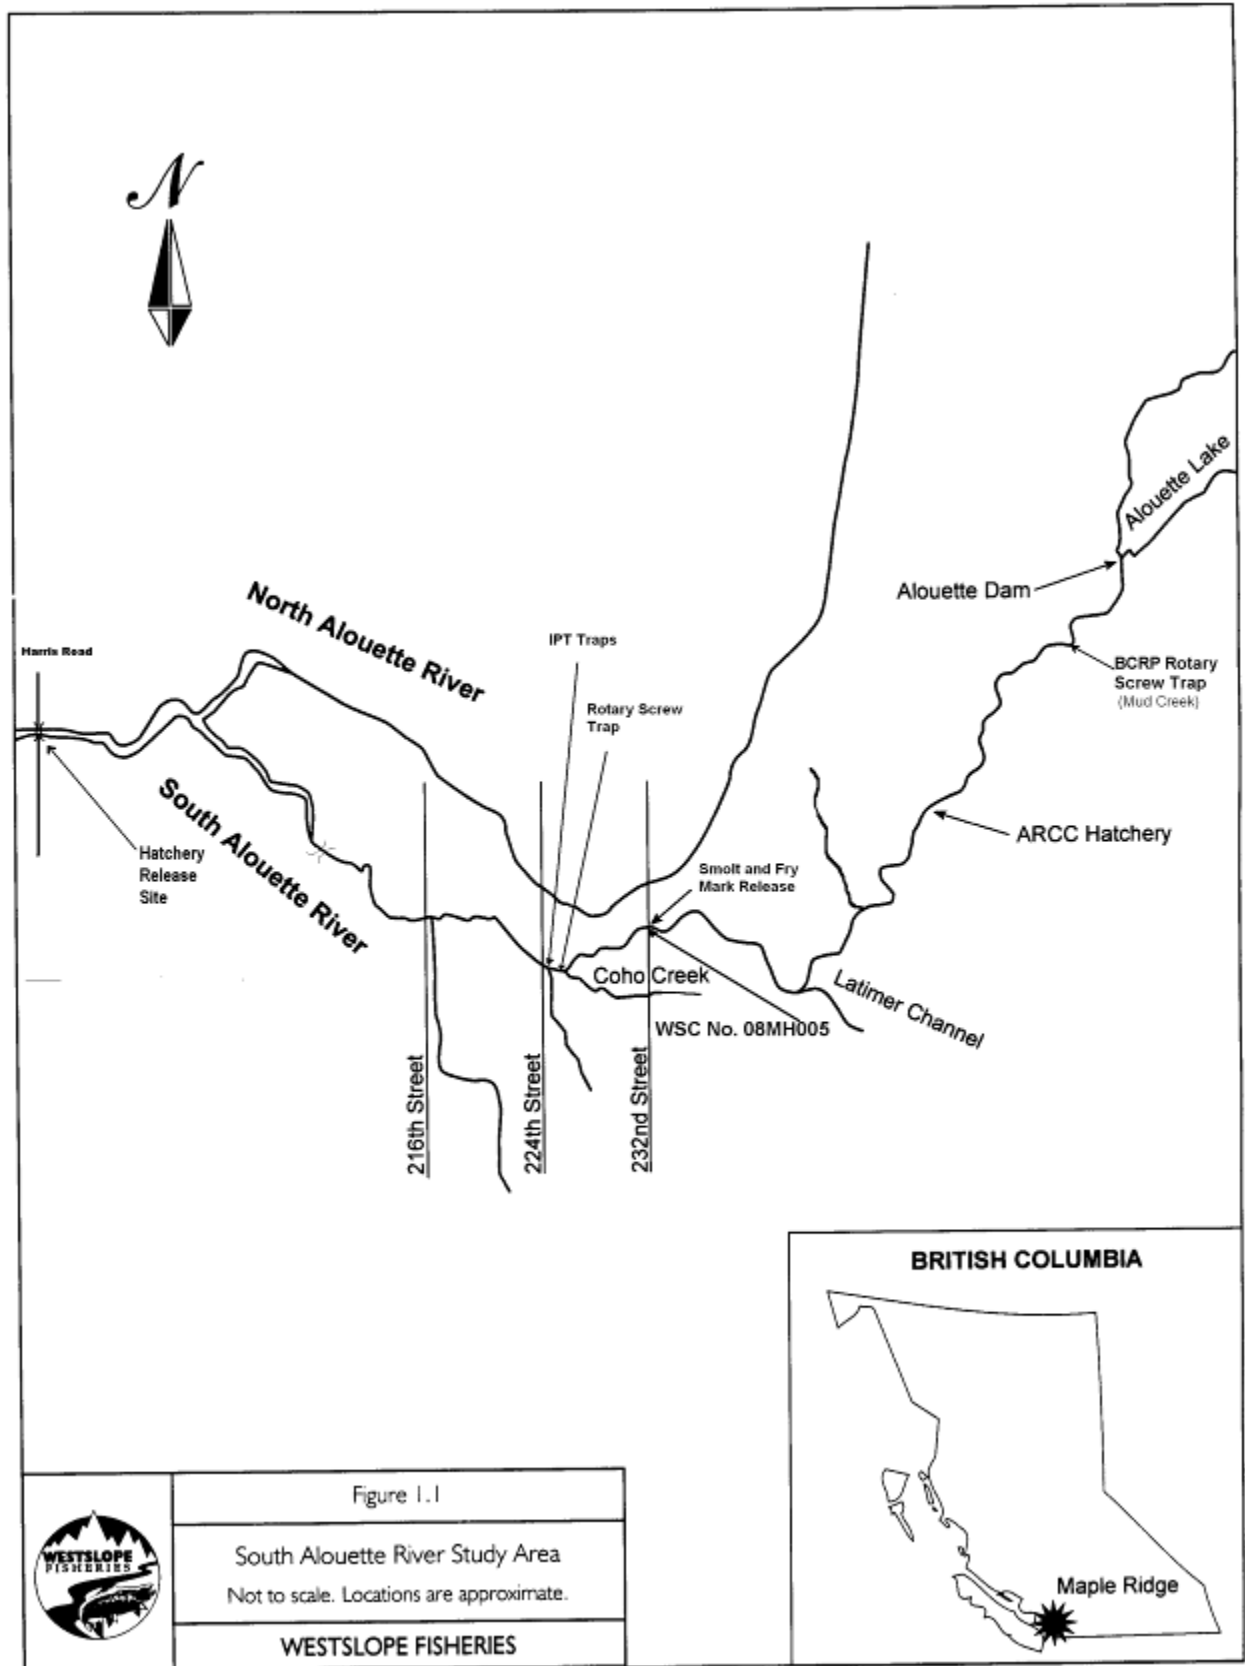 N
Alouette Lake
Alouette Dam
North Alouette River
IPT Traps
Harris Road
BCRP Rotary
Screw Trap
(Mud Creek)
Rotary Screw
Trap
South Alouette River
ARCC Hatchery
Hatchery
Release
Site
Smolt and Fry
Mark Release
Coho Creek
Latimer Channel
WSC No. 08MH005
216th Street
224th Street
232nd Street
BRITISH COLUMBIA
Maple Ridge
Figure 1.1
South Alouette River Study Area
Not to scale. Locations are approximate.
WESTSLOPE FISHERIES
WESTSLOPE
FISHERIES